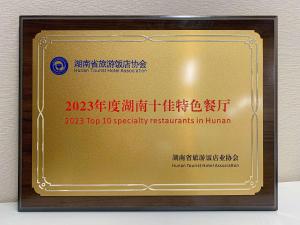 湖南省旅游饭店协会
Hunan Tourist Hotel Association
2023年度湖南十佳特色餐厅
2023 Top 10 specialty restaurants in Hunan
湖南省旅游饭店业协会
Hunan Tourist Hotel Association